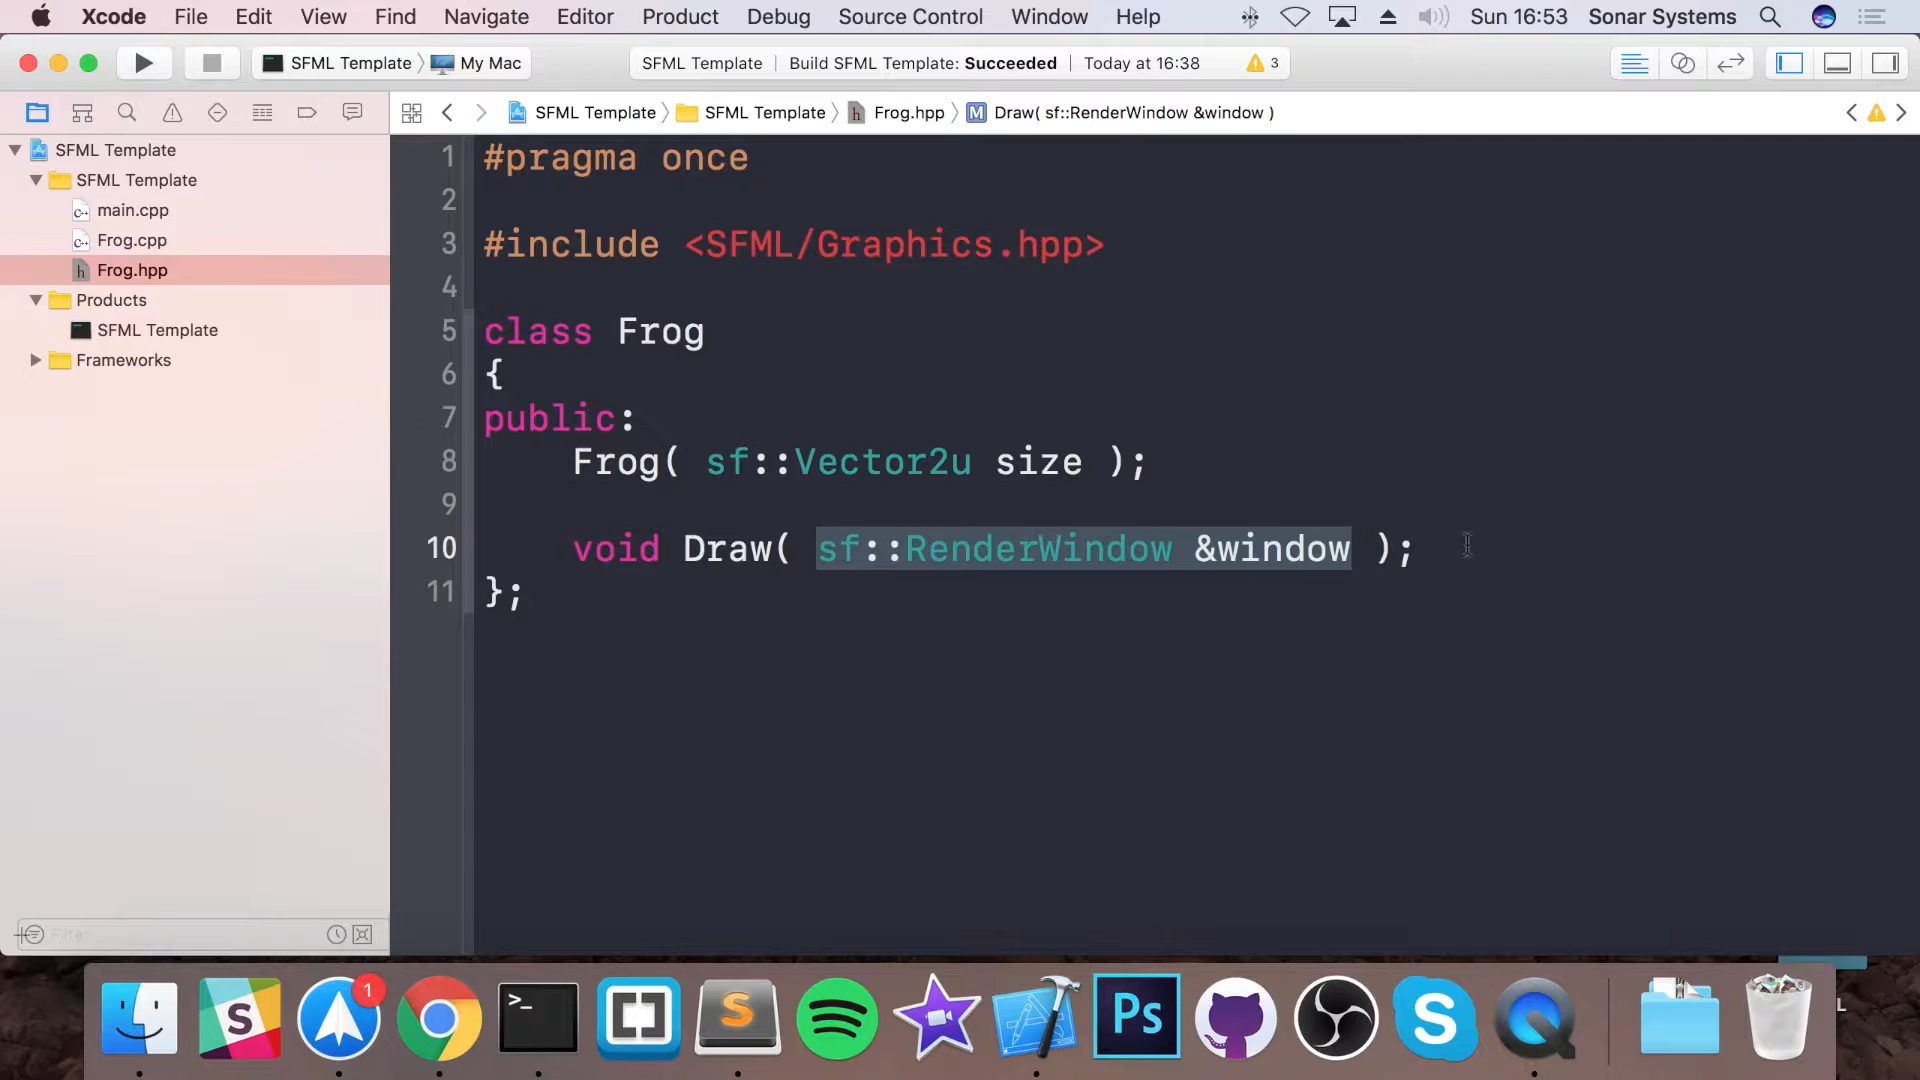 Xcode File Edit View Find Navigate Editor Product Debug Source Control Window Help Sun 16:53 Sonar Systems
SFML Template My Mac SFML Template Build SFML Template: Succeeded Today at 16:38 3
SFML Template SFML Template h Frog.hpp M Draw( sf::RenderWindow &window )
SFML Template
SFML Template
C++ main.cpp
C++ Frog.cpp
h Frog.hpp
Products
SFML Template
Frameworks
Filter
1 #pragma once
2
3 #include <SFML/Graphics.hpp>
4
5 class Frog
6 {
7 public:
8 Frog( sf::Vector2u size );
9
10 void Draw( sf::RenderWindow &window );
11 };
S 1 >_ S Ps S L